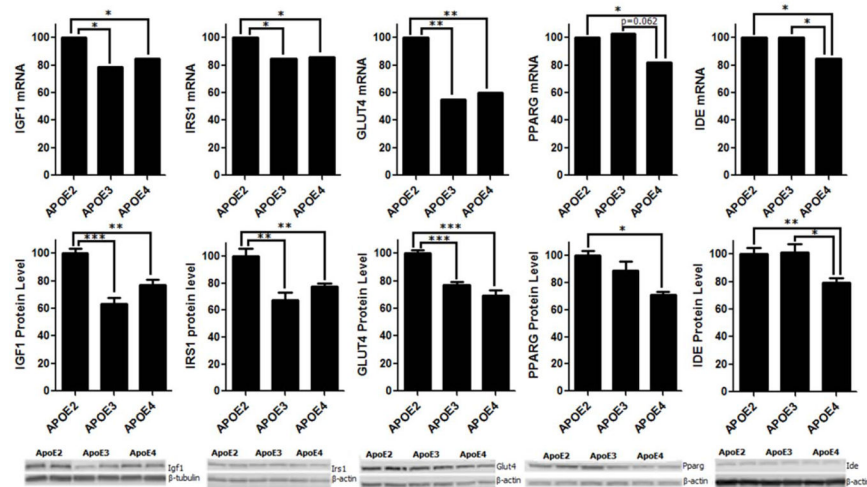 * * IGF1 mRNA 100 80 60 40 20 0 APOE2 APOE3 APOE4
* * IRS1 mRNA 100 80 60 40 20 0 APOE2 APOE3 APOE4
** ** GLUT4 mRNA 100 80 60 40 20 0 APOE2 APOE3 APOE4
* p=0.062 PPARG mRNA 100 80 60 40 20 0 APOE2 APOE3 APOE4
* * IDE mRNA 100 80 60 40 20 0 APOE2 APOE3 APOE4
** *** IGF1 Protein Level 100 80 60 40 20 0 APOE2 APOE3 APOE4
** ** IRS1 protein Level 100 80 60 40 20 0 APOE2 APOE3 APOE4
*** *** GLUT4 Protein Level 100 80 60 40 20 0 APOE2 APOE3 APOE4
* PPARG Protein Level 100 80 60 40 20 0 APOE2 APOE3 APOE4
** * IDE Protein Level 100 80 60 40 20 0 APOE2 APOE3 APOE4
ApoE2 ApoE3 ApoE4
Igf1
β-tubulin
ApoE2 ApoE3 ApoE4
Irs1
β-actin
ApoE2 ApoE3 ApoE4
Glut4
β-actin
ApoE2 ApoE3 ApoE4
Pparg
β-actin
ApoE2 ApoE3 ApoE4
Ide
β-actin